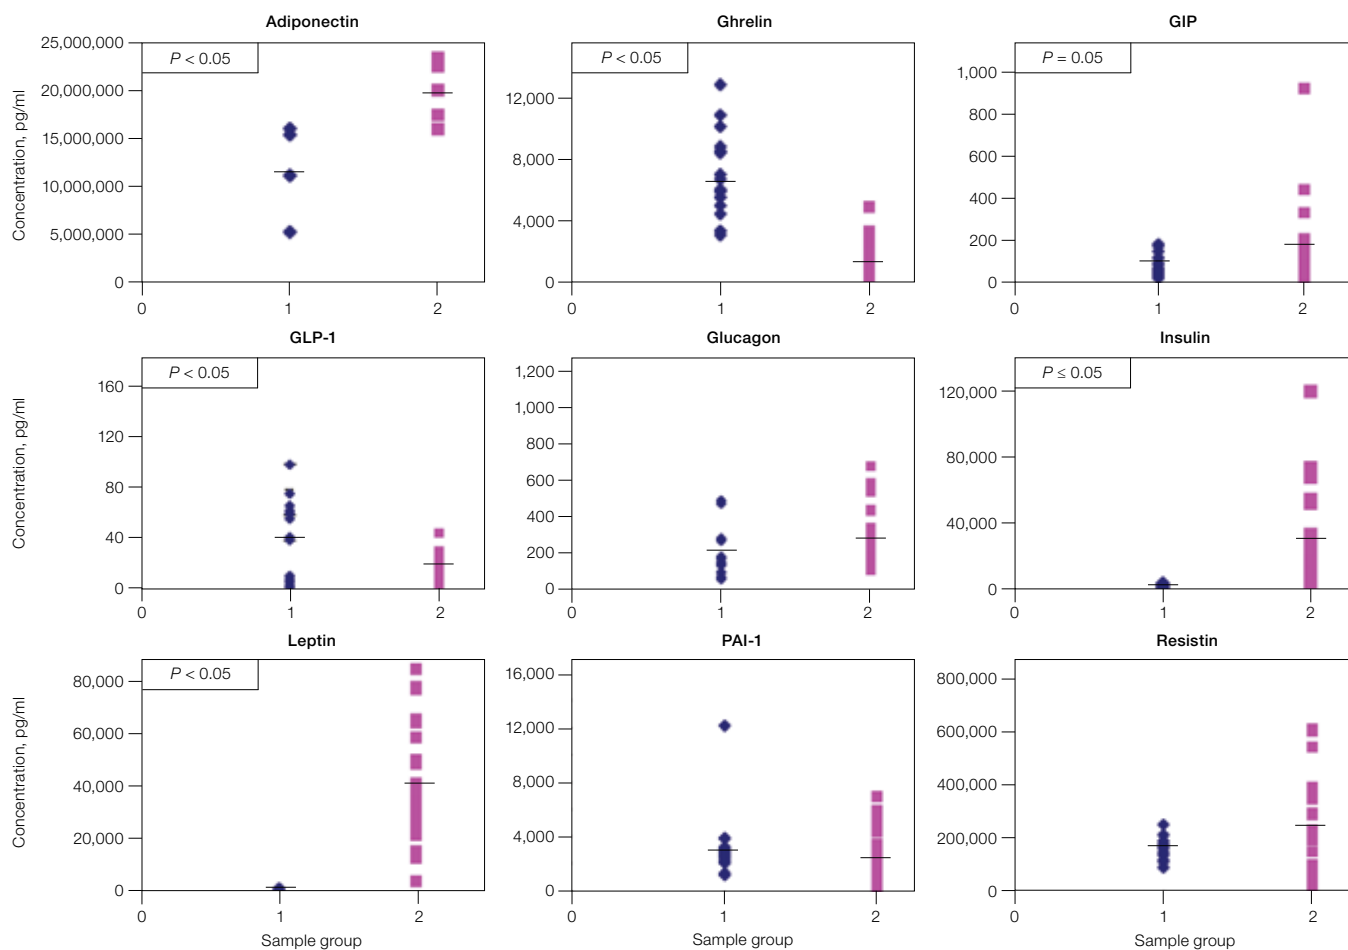 Adiponectin
Concentration, pg/ml
25,000,000
20,000,000
15,000,000
10,000,000
5,000,000
0
P < 0.05
0 1 2
Ghrelin
12,000
8,000
4,000
0
P < 0.05
0 1 2
GIP
1,000
800
600
400
200
0
P = 0.05
0 1 2
GLP-1
Concentration, pg/ml
160
120
80
40
0
P < 0.05
0 1 2
Glucagon
1,200
1,000
800
600
400
200
0
0 1 2
Insulin
120,000
80,000
40,000
0
P ≤ 0.05
0 1 2
Leptin
Concentration, pg/ml
80,000
60,000
40,000
20,000
0
P < 0.05
0 1 2
Sample group
PAI-1
16,000
12,000
8,000
4,000
0
0 1 2
Sample group
Resistin
800,000
600,000
400,000
200,000
0
0 1 2
Sample group